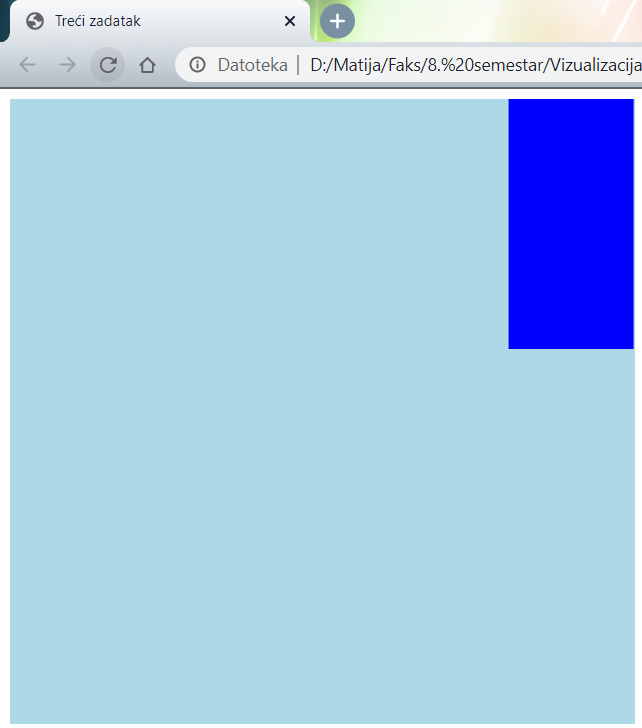 Treći zadatak
Datoteka | D:/Matija/Faks/8.%20semestar/Vizualizacija